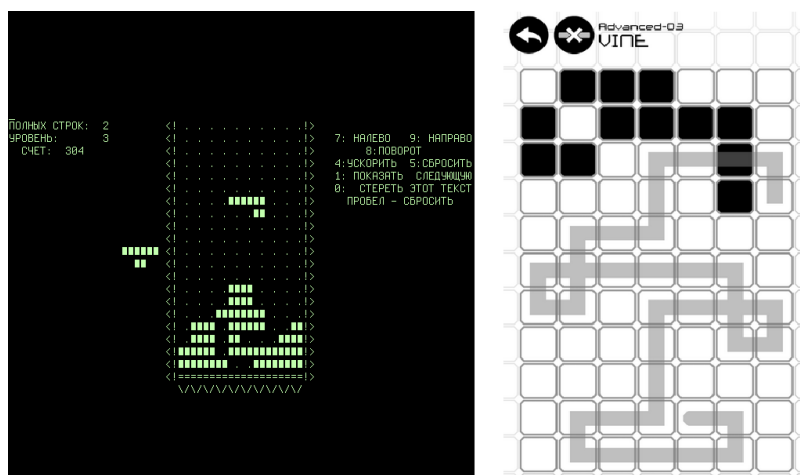 ПОЛНЫХ СТРОК: 2
УРОВЕНЬ: 3
СЧЕТ: 304
7: НАЛЕВО 9: НАПРАВО
8:ПОВОРОТ
4:УСКОРИТЬ 5:СБРОСИТЬ
1: ПОКАЗАТЬ СЛЕДУЮЩУЮ
0: СТЕРЕТЬ ЭТОТ ТЕКСТ
ПРОБЕЛ - СБРОСИТЬ
Advanced-03
VINE